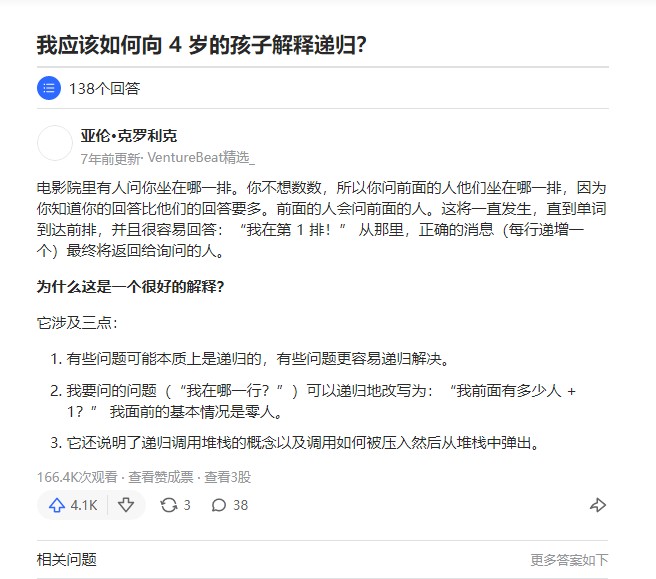 我应该如何向 4 岁的孩子解释递归？
138个回答
亚伦•克罗利克
7年前更新· VentureBeat精选_
电影院里有人问你坐在哪一排。你不想数数，所以你问前面的人他们坐在哪一排，因为
你知道你的回答比他们的回答要多。前面的人会问前面的人。这将一直发生，直到单词
到达前排，并且很容易回答：“我在第 1 排！” 从那里，正确的消息（每行递增一
个）最终将返回给询问的人。
为什么这是一个很好的解释？
它涉及三点：
1. 有些问题可能本质上是递归的，有些问题更容易递归解决。
2. 我要问的问题（“我在哪一行？”）可以递归地改写为：“我前面有多少人 +
1？” 我面前的基本情况是零人。
3. 它还说明了递归调用堆栈的概念以及调用如何被压入然后从堆栈中弹出。
166.4K次观看 · 查看赞成票 · 查看3股
4.1K 3 38
相关问题 更多答案如下